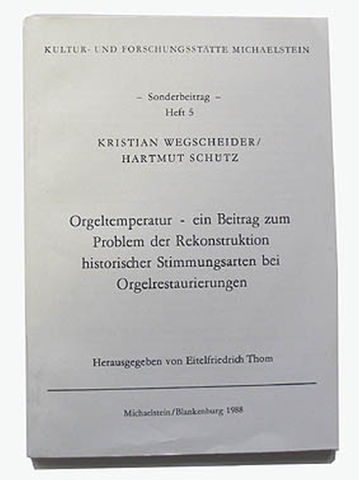 KULTUR- UND FORSCHUNGSSTÄTTE MICHAELSTEIN
– Sonderbeitrag –
Heft 5
KRISTIAN WEGSCHEIDER/
HARTMUT SCHÜTZ
Orgeltemperatur - ein Beitrag zum
Problem der Rekonstruktion
historischer Stimmungsarten bei
Orgelrestaurierungen
Herausgegeben von Eitelfriedrich Thom
Michaelstein/Blankenburg 1988